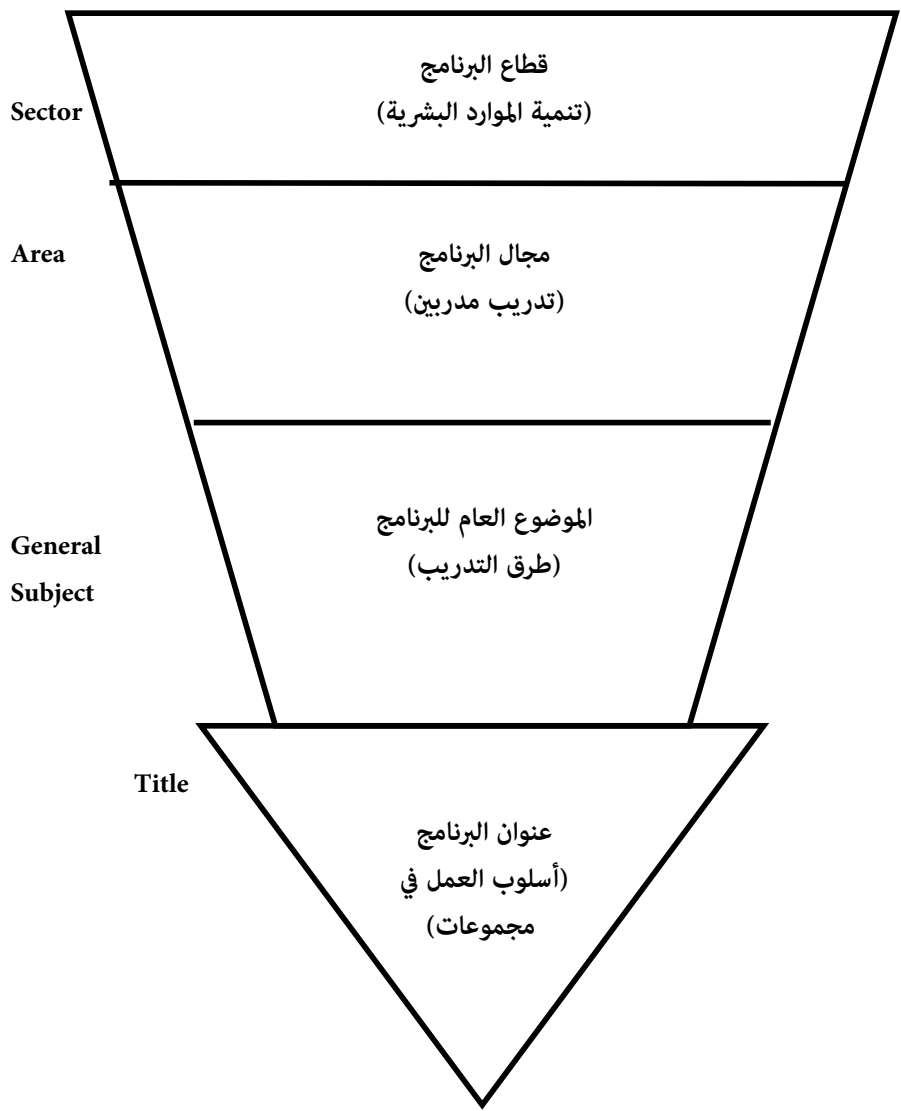 قطاع البرنامج
(تنمية الموارد البشرية)
Sector
مجال البرنامج
(تدريب مدربين)
Area
الموضوع العام للبرنامج
(طرق التدريب)
General
Subject
Title
عنوان البرنامج
(أسلوب العمل في
مجموعات)